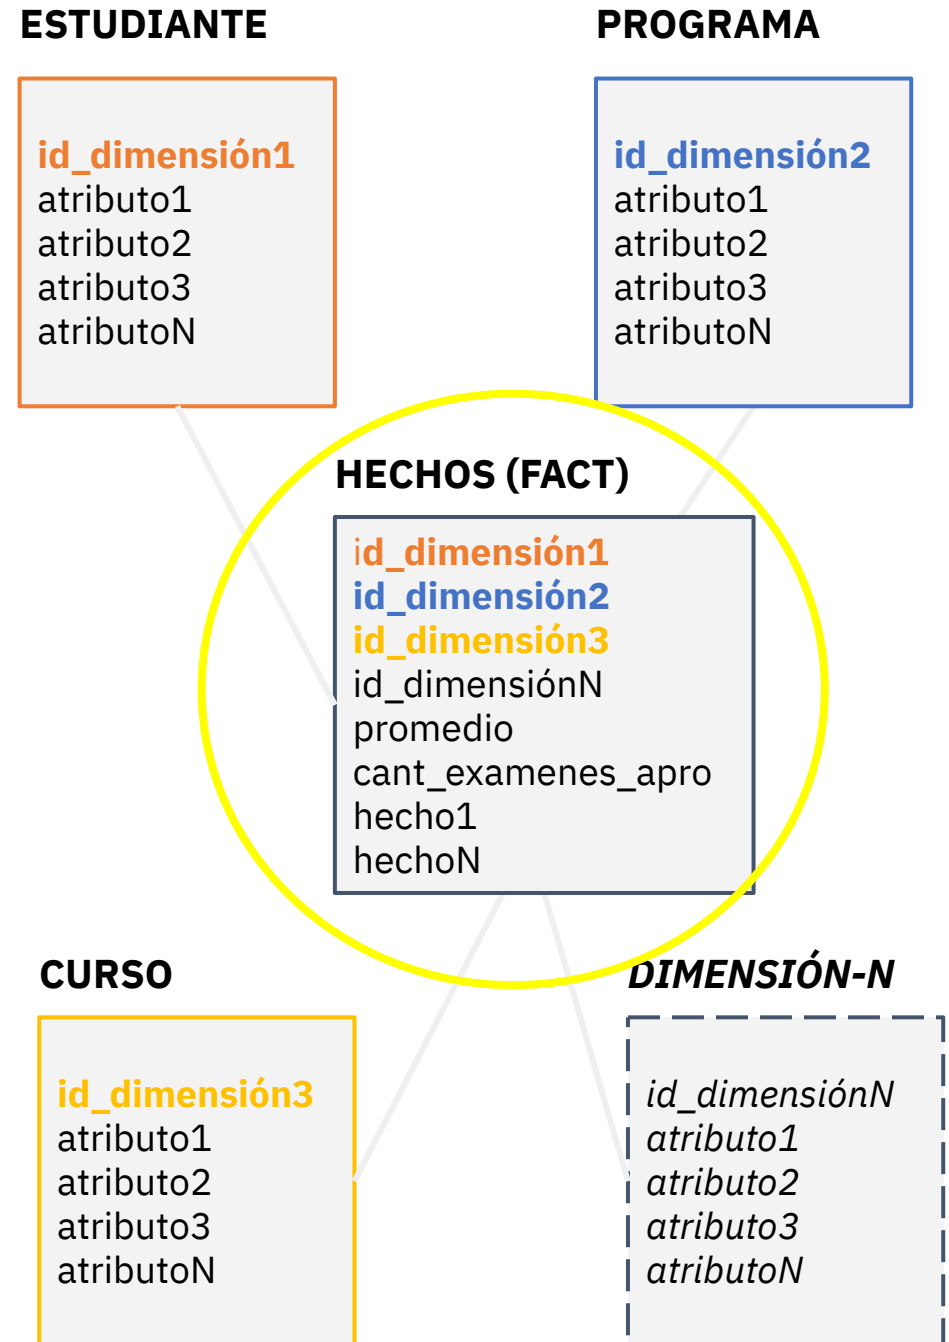 ESTUDIANTE
id_dimensión1
atributo1
atributo2
atributo3
atributoN
PROGRAMA
id_dimensión2
atributo1
atributo2
atributo3
atributoN
HECHOS (FACT)
id_dimensión1
id_dimensión2
id_dimensión3
id_dimensiónN
promedio
cant_examenes_apro
hecho1
hechoN
CURSO
id_dimensión3
atributo1
atributo2
atributo3
atributoN
DIMENSIÓN-N
id_dimensiónN
atributo1
atributo2
atributo3
atributoN